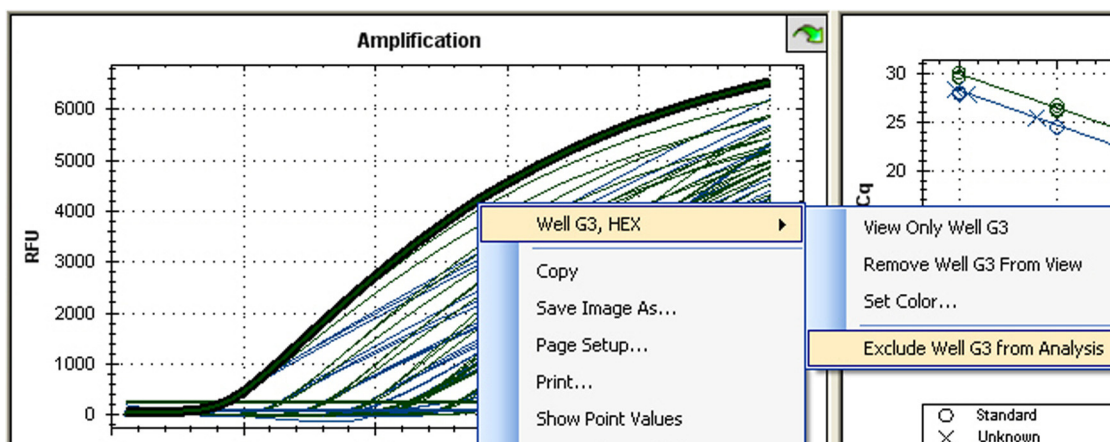 Amplification
RFU
6000
5000
4000
3000
2000
1000
0
Well G3, HEX
Copy
Save Image As...
Page Setup...
Print...
Show Point Values
View Only Well G3
Remove Well G3 From View
Set Color...
Exclude Well G3 from Analysis
Cq
30
25
20
Standard
Unknown